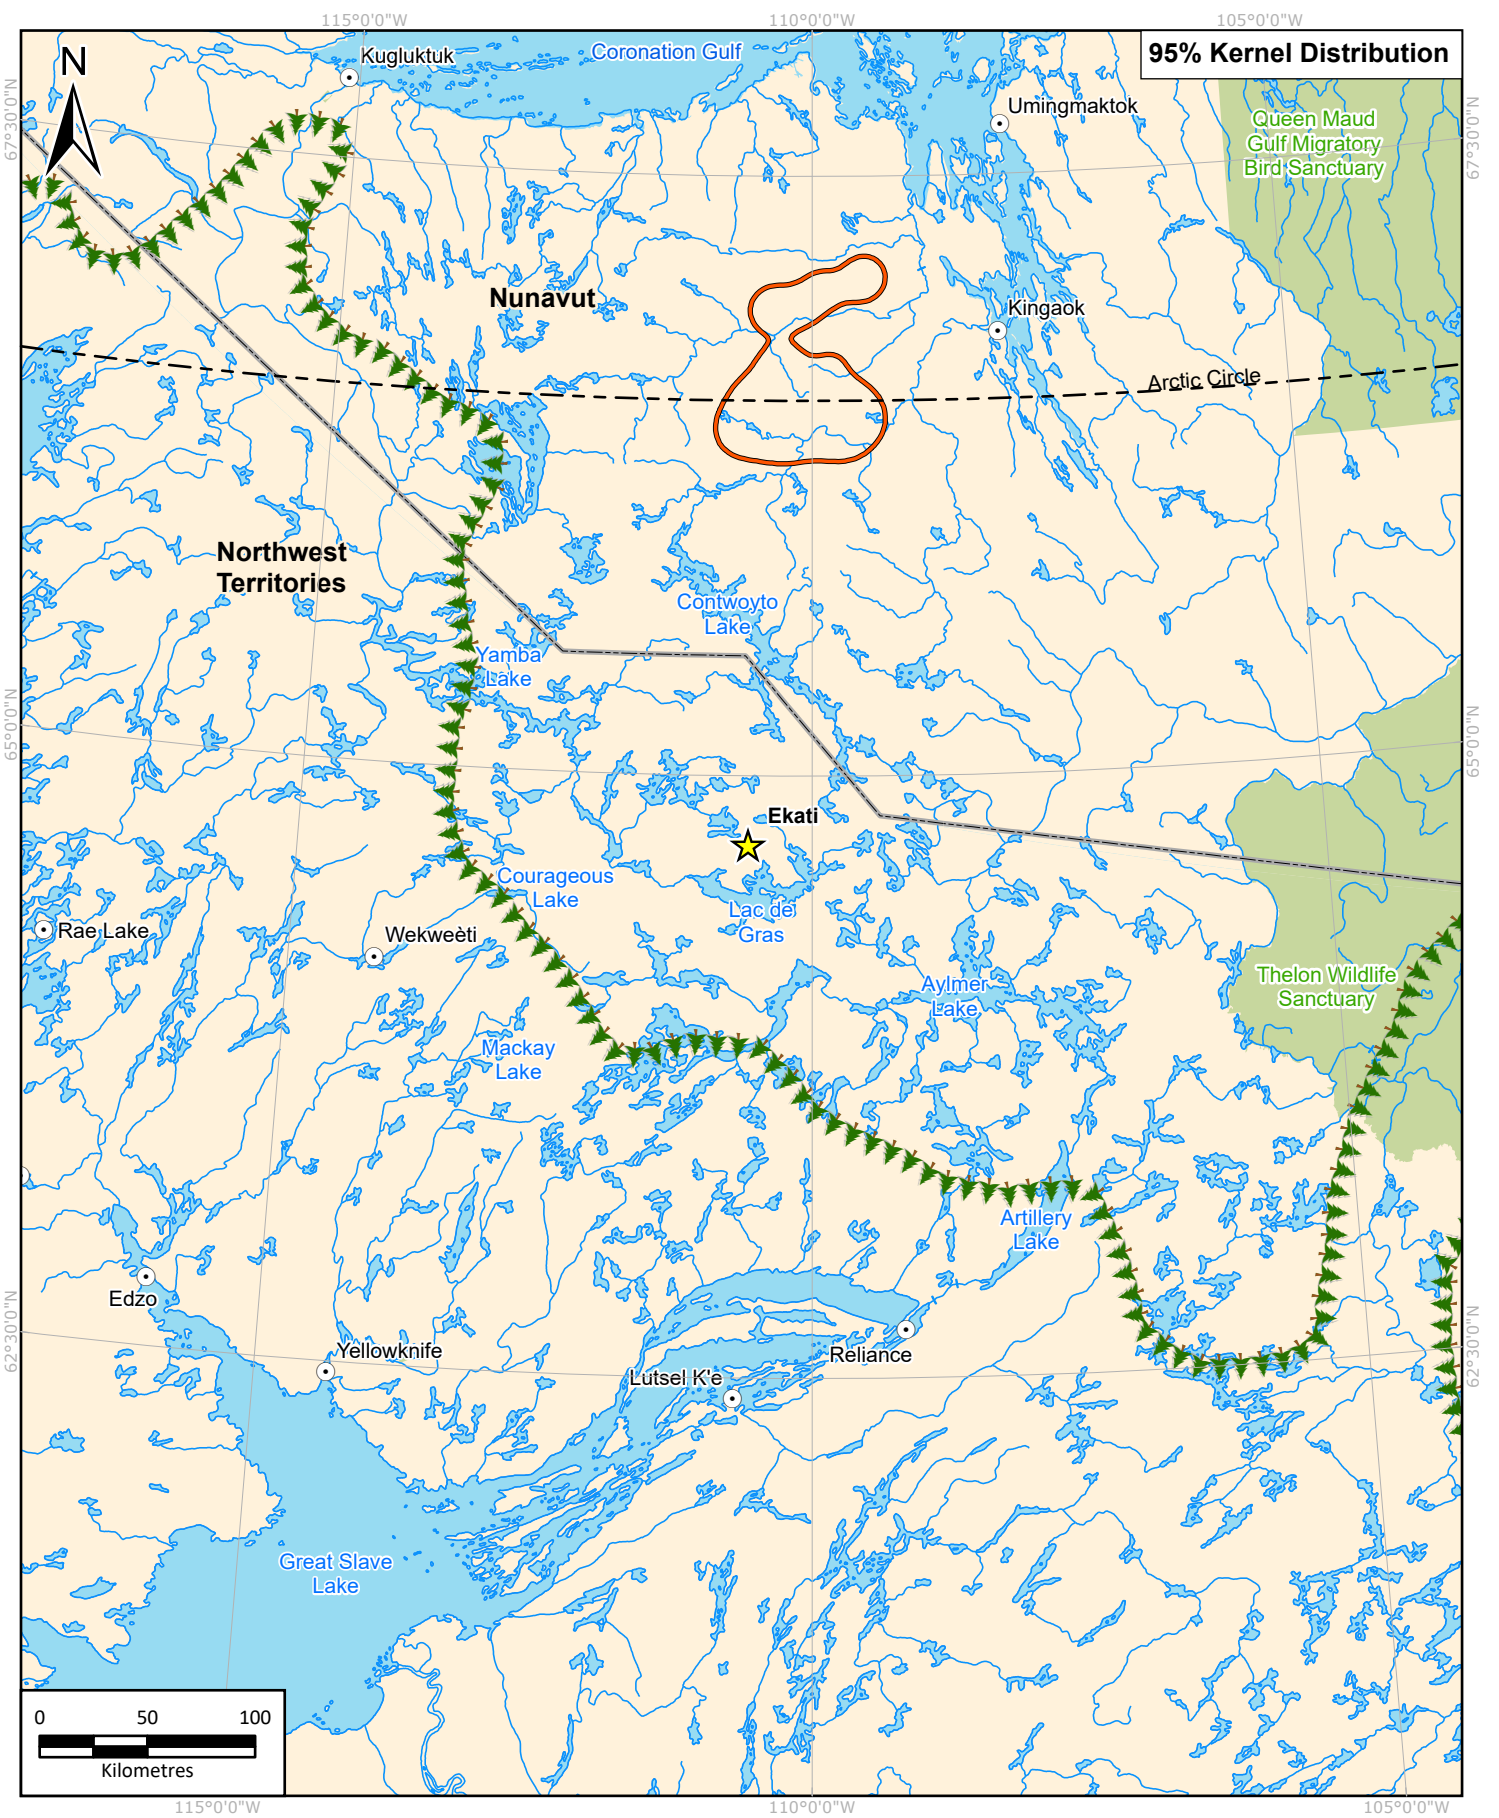 115°0'0"W
110°0'0"W
105°0'0"W
95% Kernel Distribution
N
Kugluktuk
Coronation Gulf
Umingmaktok
Queen Maud
Gulf Migratory
Bird Sanctuary
67°30'0"N
67°30'0"N
Nunavut
Kingaok
Arctic Circle
Northwest
Territories
Contwoyto
Lake
Yamba
Lake
65°0'0"N
65°0'0"N
Ekati
Courageous
Lake
Lac de
Gras
Rae Lake
Wekweèti
Aylmer
Lake
Thelon Wildlife
Sanctuary
Mackay
Lake
Artillery
Lake
Edzo
62°30'0"N
62°30'0"N
Yellowknife
Reliance
Lutsel K'e
Great Slave
Lake
0 50 100
Kilometres
115°0'0"W
110°0'0"W
105°0'0"W